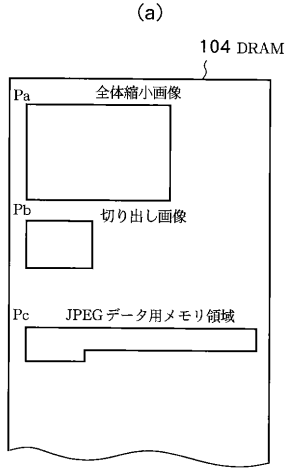 (a)
104 DRAM
Pa
全体縮小画像
Pb
切り出し画像
Pc
JPEGデータ用メモリ領域